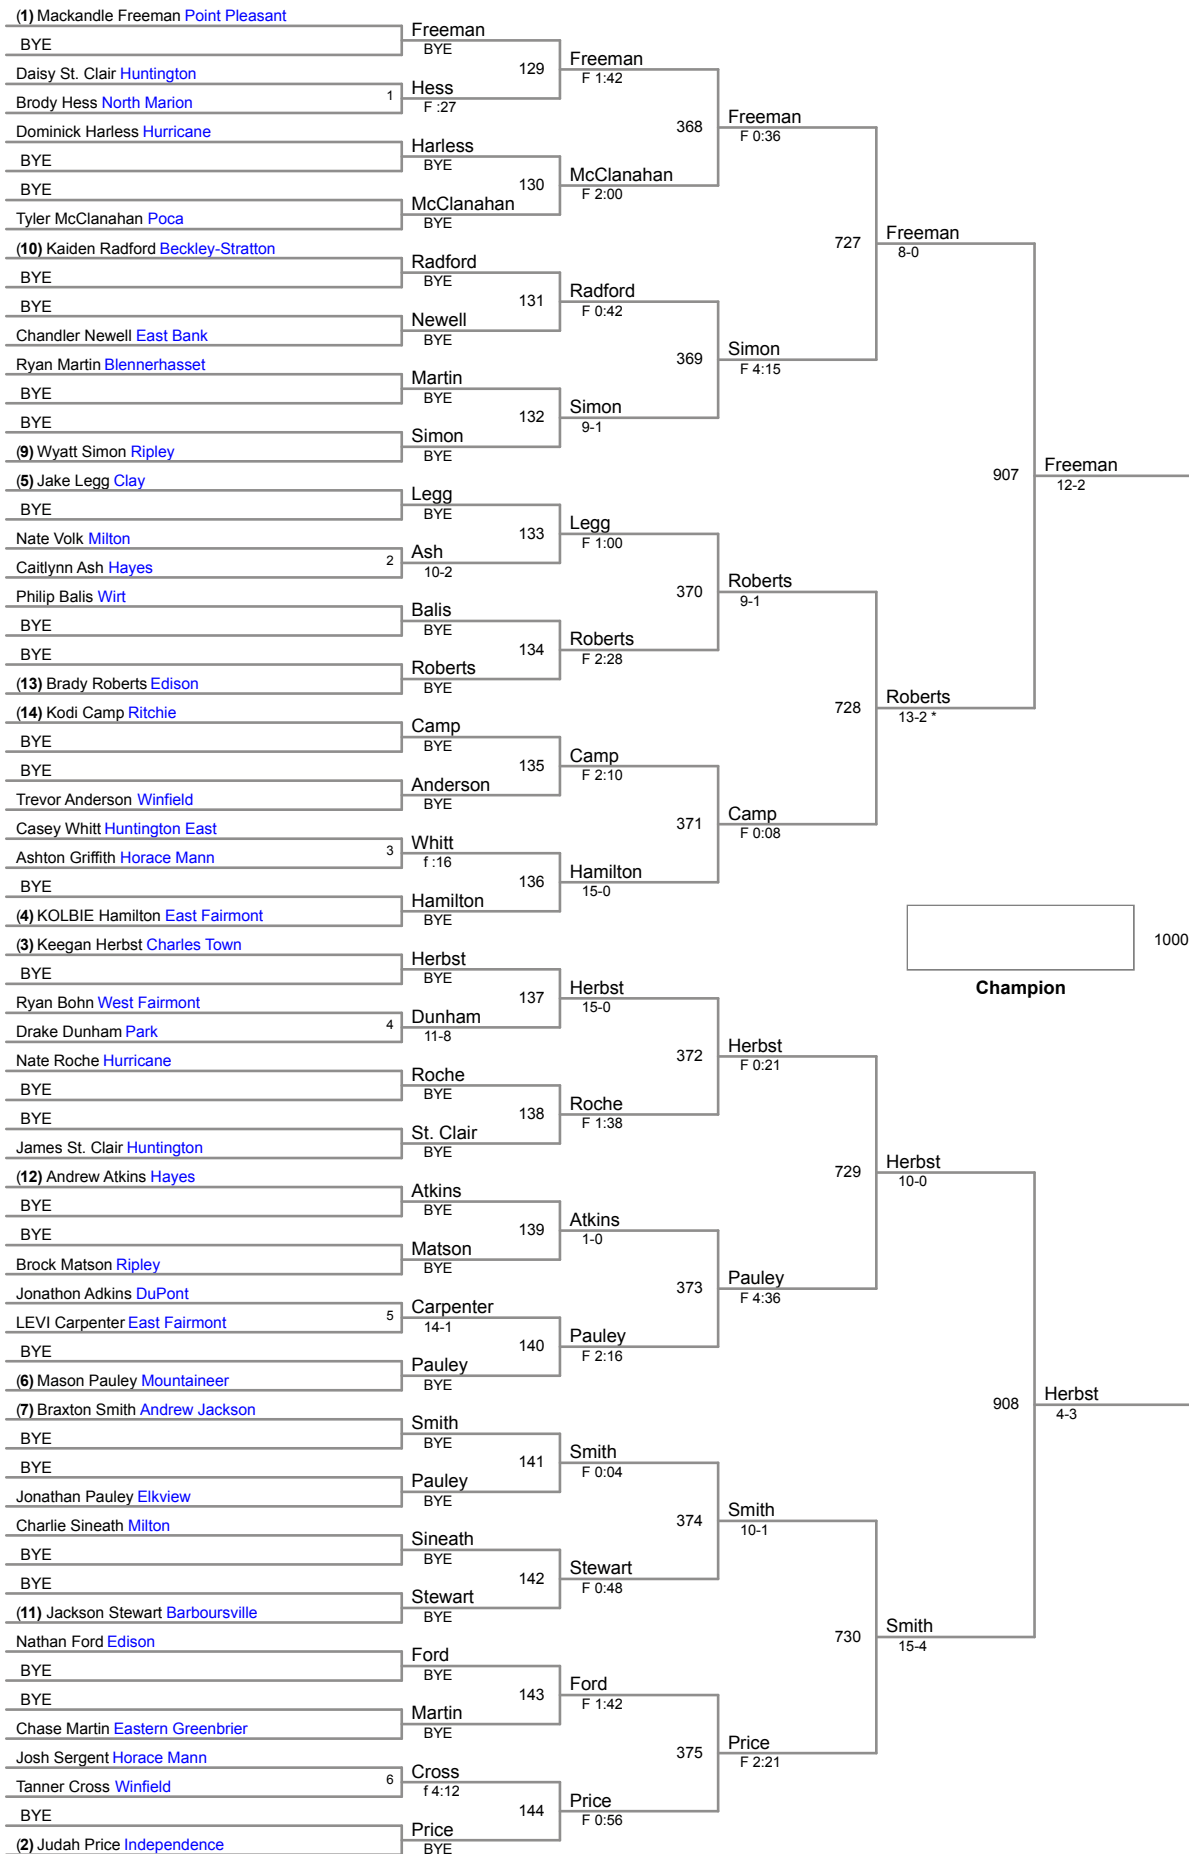 (1) Mackandle Freeman Point Pleasant
BYE
Daisy St. Clair Huntington
Brody Hess North Marion
Dominick Harless Hurricane
BYE
BYE
Tyler McClanahan Poca
(10) Kaiden Radford Beckley-Stratton
BYE
BYE
Chandler Newell East Bank
Ryan Martin Blennerhasset
BYE
BYE
(9) Wyatt Simon Ripley
(5) Jake Legg Clay
BYE
Nate Volk Milton
Caitlynn Ash Hayes
Philip Balis Wirt
BYE
BYE
(13) Brady Roberts Edison
(14) Kodi Camp Ritchie
BYE
BYE
Trevor Anderson Winfield
Casey Whitt Huntington East
Ashton Griffith Horace Mann
BYE
(4) KOLBIE Hamilton East Fairmont
(3) Keegan Herbst Charles Town
BYE
Ryan Bohn West Fairmont
Drake Dunham Park
Nate Roche Hurricane
BYE
BYE
James St. Clair Huntington
(12) Andrew Atkins Hayes
BYE
BYE
Brock Matson Ripley
Jonathon Adkins DuPont
LEVI Carpenter East Fairmont
BYE
(6) Mason Pauley Mountaineer
(7) Braxton Smith Andrew Jackson
BYE
BYE
Jonathan Pauley Elkview
Charlie Sineath Milton
BYE
BYE
(11) Jackson Stewart Barboursville
Nathan Ford Edison
BYE
BYE
Chase Martin Eastern Greenbrier
Josh Sergent Horace Mann
Tanner Cross Winfield
BYE
(2) Judah Price Independence
Freeman
BYE
1
Hess
F :27
Harless
BYE
McClanahan
BYE
Radford
BYE
Newell
BYE
Martin
BYE
Simon
BYE
Legg
BYE
2
Ash
10-2
Balis
BYE
Roberts
BYE
Camp
BYE
Anderson
BYE
3
Whitt
f :16
Hamilton
BYE
Herbst
BYE
4
Dunham
11-8
Roche
BYE
St. Clair
BYE
Atkins
BYE
Matson
BYE
5
Carpenter
14-1
Pauley
BYE
Smith
BYE
Pauley
BYE
Sineath
BYE
Stewart
BYE
Ford
BYE
Martin
BYE
6
Cross
f 4:12
Price
BYE
129
Freeman
F 1:42
130
McClanahan
F 2:00
131
Radford
F 0:42
132
Simon
9-1
133
Legg
F 1:00
134
Roberts
F 2:28
135
Camp
F 2:10
136
Hamilton
15-0
137
Herbst
15-0
138
Roche
F 1:38
139
Atkins
1-0
140
Pauley
F 2:16
141
Smith
F 0:04
142
Stewart
F 0:48
143
Ford
F 1:42
144
Price
F 0:56
368
Freeman
F 0:36
369
Simon
F 4:15
370
Roberts
9-1
371
Camp
F 0:08
372
Herbst
F 0:21
373
Pauley
F 4:36
374
Smith
10-1
375
Price
F 2:21
727
Freeman
8-0
728
Roberts
13-2 *
729
Herbst
10-0
730
Smith
15-4
907
Freeman
12-2
908
Herbst
4-3
1000
Champion